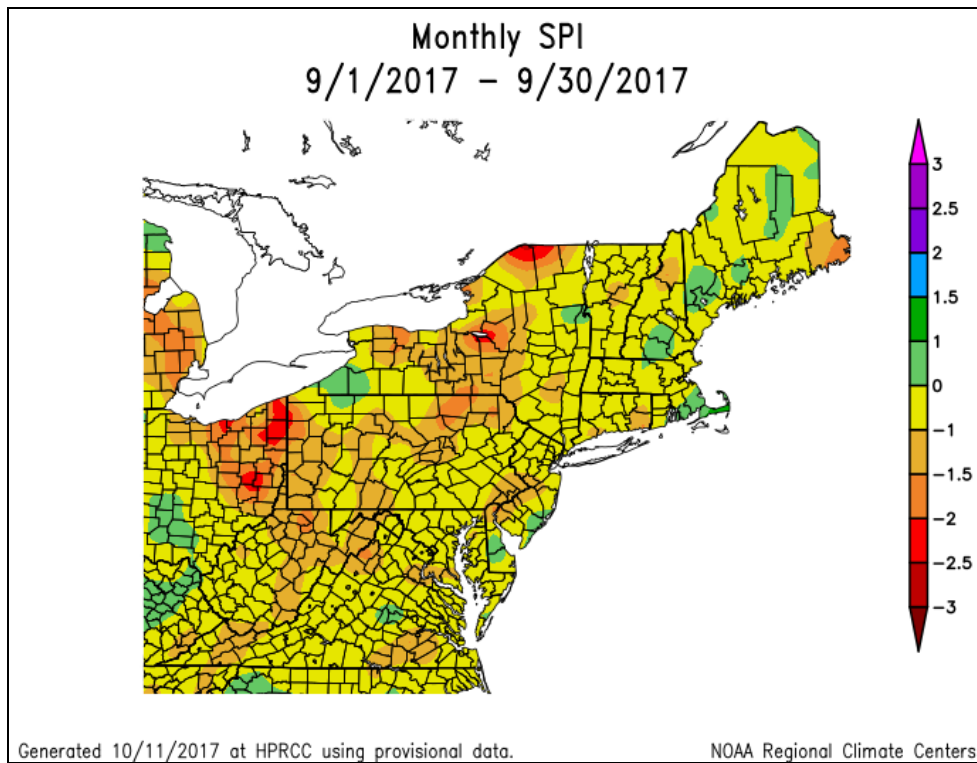 Monthly SPI
9/1/2017 – 9/30/2017
3
2.5
2
1.5
1
0
−1
−1.5
−2
−2.5
−3
Generated 10/11/2017 at HPRCC using provisional data.
NOAA Regional Climate Centers